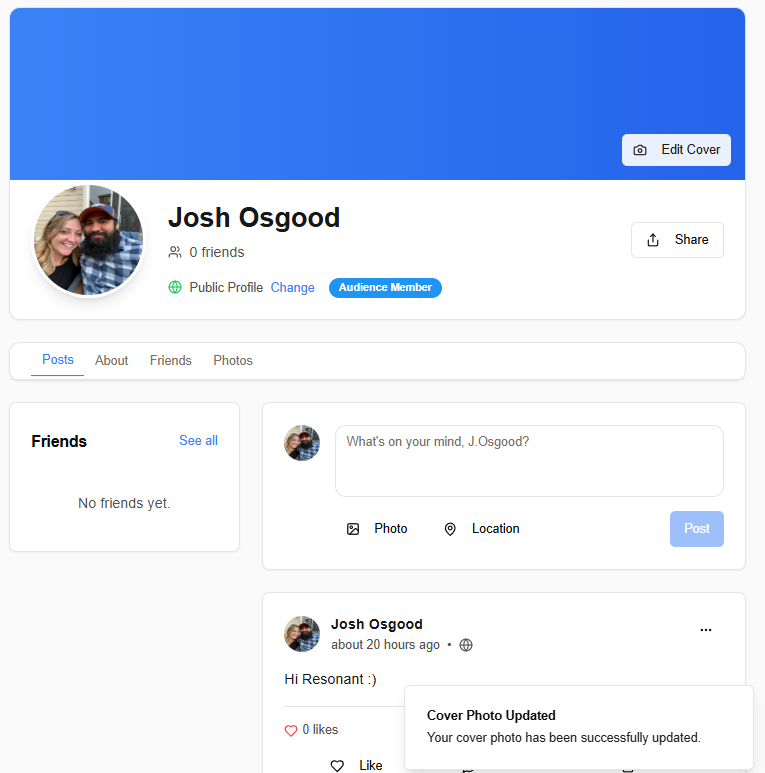 Edit Cover
Josh Osgood
0 friends
Share
Public Profile Change Audience Member
Posts About Friends Photos
Friends See all
No friends yet.
What's on your mind, J.Osgood?
Photo Location Post
Josh Osgood
about 20 hours ago •
Hi Resonant :)
0 likes
Like
Cover Photo Updated
Your cover photo has been successfully updated.